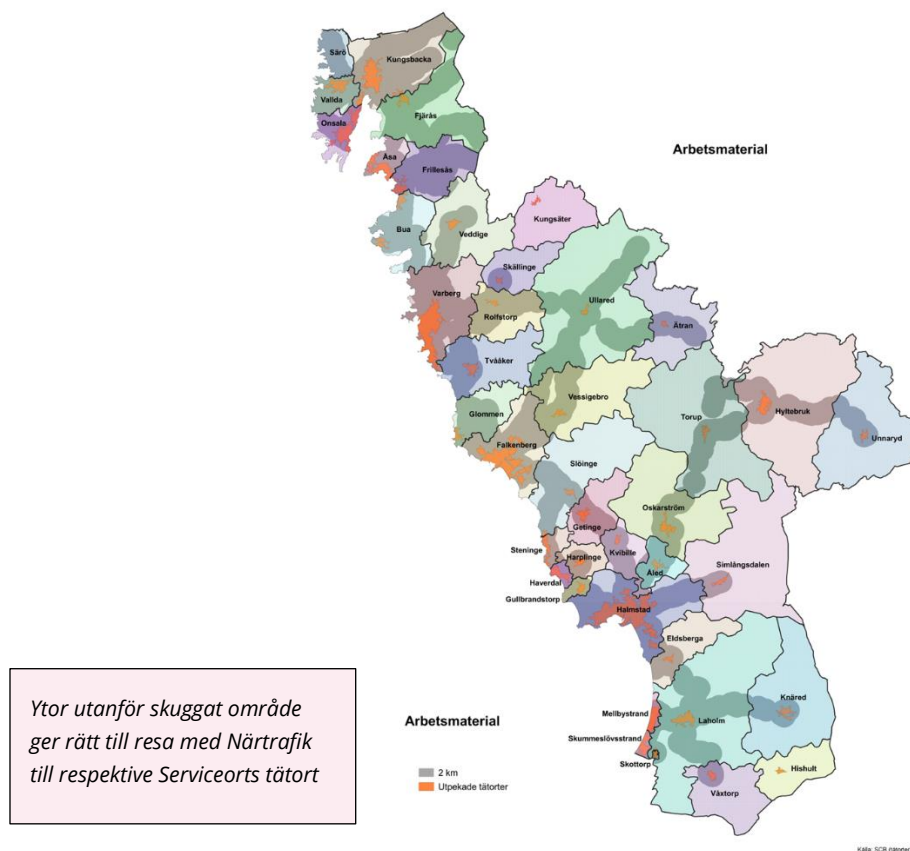 Särö
Kungsbacka
Vallda
Fjärås
Onsala
Arbetsmaterial
Åsa
Frillesås
Kungsäter
Bua
Veddige
Skällinge
Varberg
Ullared
Rolfstorp
Ätran
Tvååker
Vessigebro
Hyltebruk
Glommen
Torup
Unnaryd
Falkenberg
Slöinge
Oskarström
Getinge
Steninge
Harplinge
Kvibille
Simlångsdalen
Åled
Haverdal
Gullbrandstorp
Halmstad
Eldsberga
Knäred
Mellbystrand
Laholm
Arbetsmaterial
Skummeslövsstrand
Skottorp
Hishult
Våxtorp
2 km
Utpekade tätorter
Ytor utanför skuggat område
ger rätt till resa med Närtrafik
till respektive Serviceorts tätort
Källa: SCB (tätorter